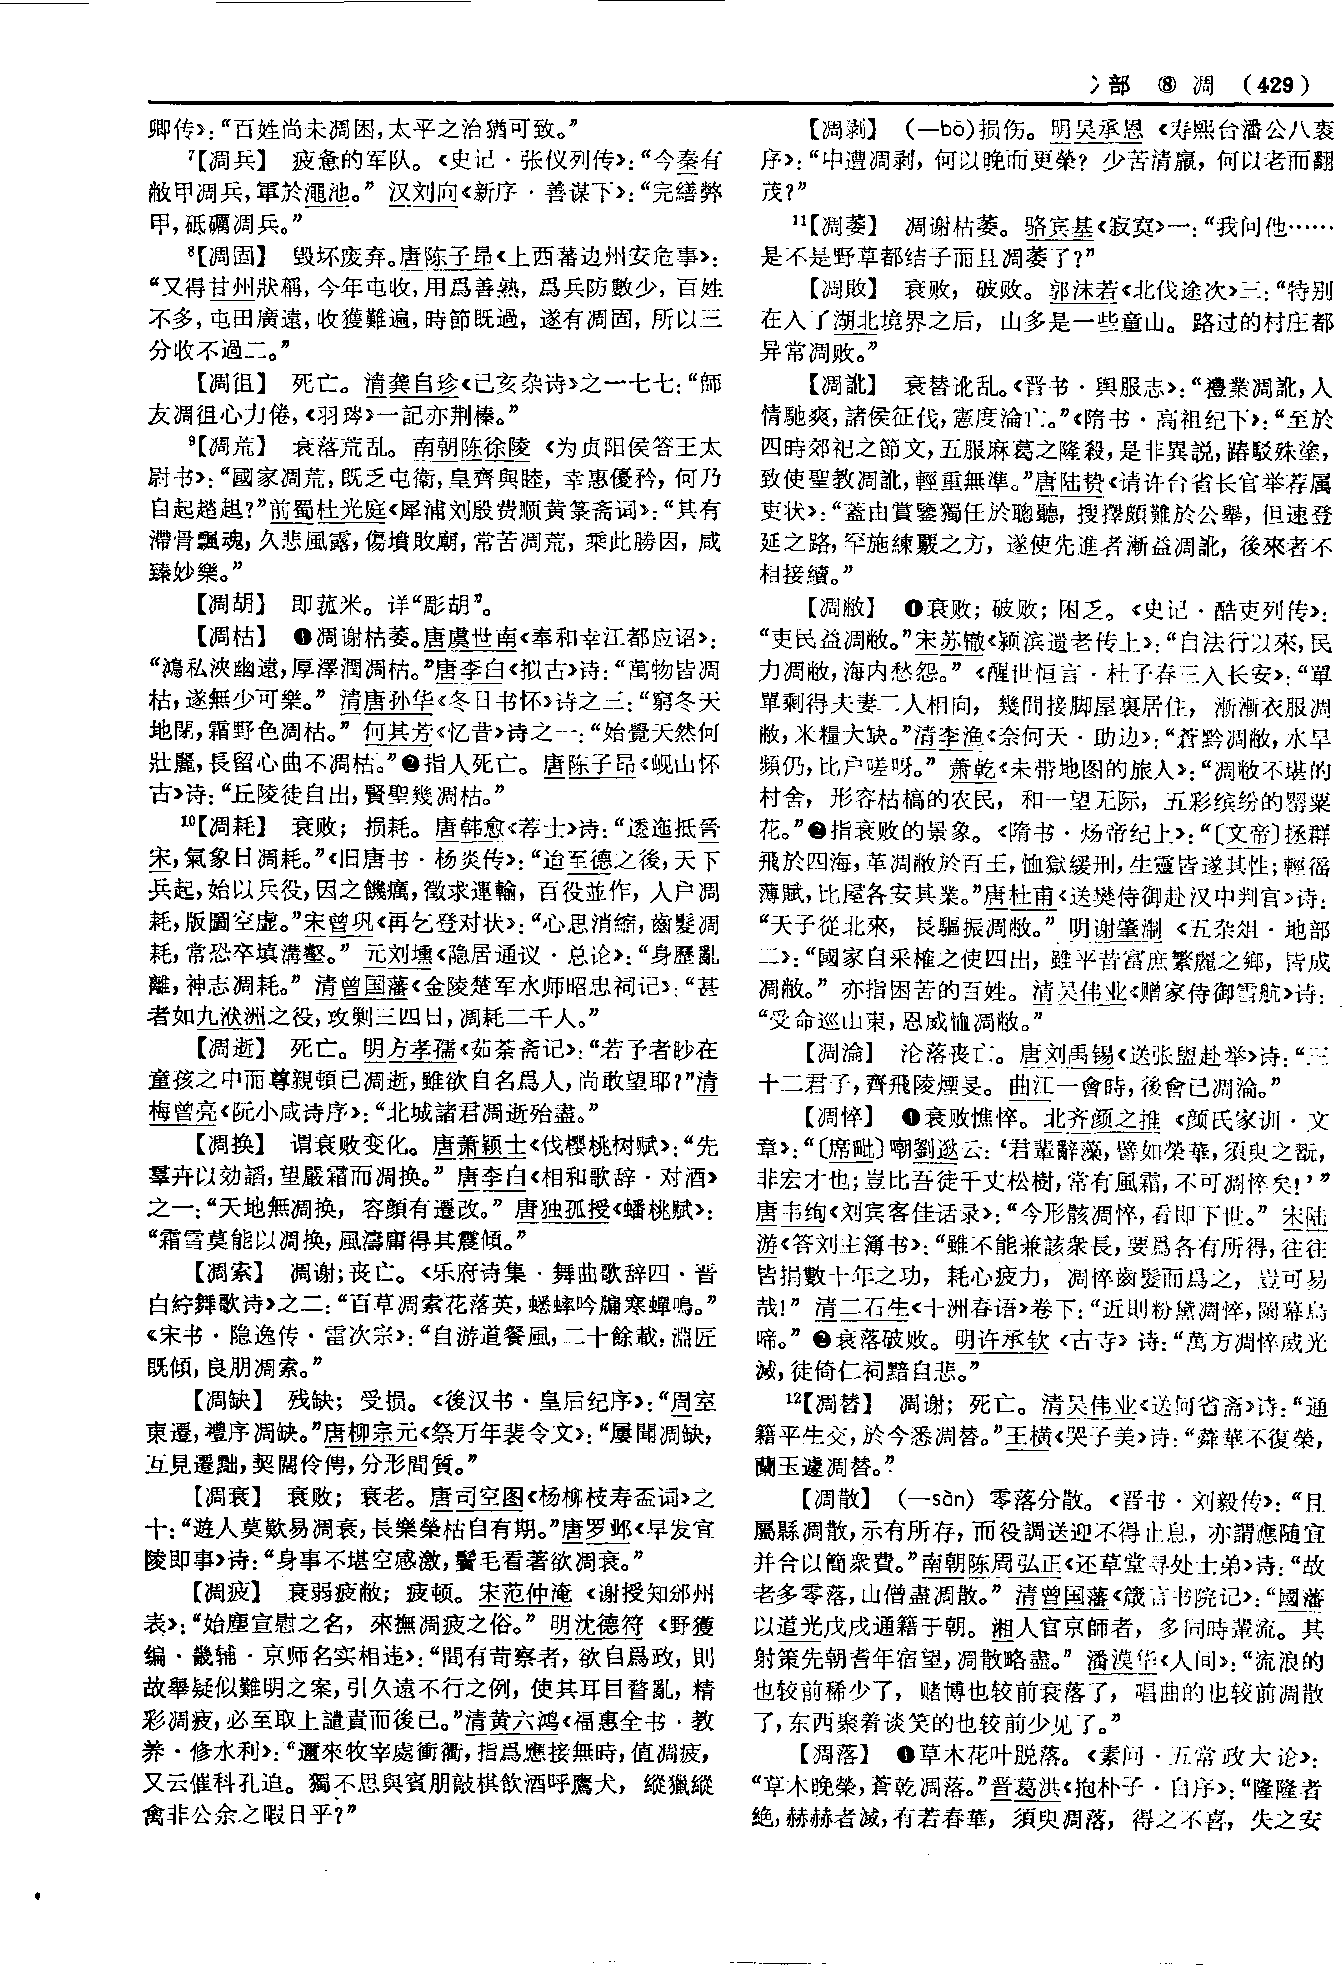 冫部 ⑧ 凋 （429）
卿传》：“百姓尚未凋困，太平之治猶可致。”
⁷【凋兵】 疲惫的军队。《史记·张仪列传》：“今秦有
敝甲凋兵，軍於澠池。” 汉刘向《新序·善谋下》：“完繕弊
甲，砥礪凋兵。”
⁸【凋固】 毁坏废弃。唐陈子昂《上西蕃边州安危事》：
“又得甘州狀稱，今年屯收，用爲善熟，爲兵防數少，百姓
不多，屯田廣遠，收獲難遍，時節既過，遂有凋固，所以三
分收不過二。”
【凋徂】 死亡。清龚自珍《己亥杂诗》之一七七：“師
友凋徂心力倦，《羽琌》一記亦荆榛。”
⁹【凋荒】 衰落荒乱。南朝陈徐陵《为贞阳侯答王太
尉书》：“國家凋荒，既乏屯衛，皇齊與睦，幸惠優矜，何乃
自起趑趄？”前蜀杜光庭《犀浦刘殷费顺黄箓斋词》：“其有
滯骨飄魂，久悲風露，傷墳敗廟，常苦凋荒，乘此勝因，咸
臻妙樂。”
【凋胡】 即菰米。详“彫胡”。
【凋枯】 ❶凋谢枯萎。唐虞世南《奉和幸江都应诏》：
“鴻私浹幽遠，厚澤潤凋枯。”唐李白《拟古》诗：“萬物皆凋
枯，遂無少可樂。” 清唐孙华《冬日书怀》诗之三：“窮冬天
地閉，霜野色凋枯。” 何其芳《忆昔》诗之一：“始覺天然何
壯麗，長留心曲不凋枯。”❷指人死亡。唐陈子昂《岘山怀
古》诗：“丘陵徒自出，賢聖幾凋枯。”
¹⁰【凋耗】 衰败；损耗。唐韩愈《荐士》诗：“逶迤抵晉
宋，氣象日凋耗。”《旧唐书·杨炎传》：“迨至德之後，天下
兵起，始以兵役，因之饑癘，徵求運輸，百役並作，人户凋
耗，版圖空虚。”宋曾巩《再乞登对状》：“心思消缩，齒髮凋
耗，常恐卒填溝壑。” 元刘壎《隐居通议·总论》：“身歷亂
離，神志凋耗。” 清曾国藩《金陵楚军水师昭忠祠记》：“甚
者如九洑洲之役，攻剿三四日，凋耗二千人。”
【凋逝】 死亡。明方孝孺《茹荼斋记》：“若予者眇在
童孩之中而尊親頓已凋逝，雖欲自名爲人，尚敢望耶？”清
梅曾亮《阮小咸诗序》：“北城諸君凋逝殆盡。”
【凋换】 谓衰败变化。唐萧颖士《伐樱桃树赋》：“先
羣卉以効諂，望嚴霜而凋换。” 唐李白《相和歌辞·对酒》
之一：“天地無凋换，容顔有遷改。” 唐独孤授《蟠桃赋》：
“霜雪莫能以凋换，風濤庸得其震傾。”
【凋索】 凋谢；丧亡。《乐府诗集·舞曲歌辞四·晋
白紵舞歌诗》之二：“百草凋索花落英，蟋蟀吟牖寒蟬鳴。”
《宋书·隐逸传·雷次宗》：“自游道餐風，二十餘載，淵匠
既傾，良朋凋索。”
【凋缺】 残缺；受损。《後汉书·皇后纪序》：“周室
東遷，禮序凋缺。”唐柳宗元《祭万年裴令文》：“屢聞凋缺，
互見遷黜，契闊伶俜，分形間質。”
【凋衰】 衰败；衰老。唐司空图《杨柳枝寿盃词》之
十：“遊人莫歎易凋衰，長樂榮枯自有期。”唐罗邺《早发宜
陵即事》诗：“身事不堪空感激，鬢毛看著欲凋衰。”
【凋疲】 衰弱疲敝；疲顿。宋范仲淹《谢授知邠州
表》：“始塵宣慰之名，來撫凋疲之俗。” 明沈德符《野獲
编·畿辅·京师名实相违》：“間有苛察者，欲自爲政，則
故舉疑似難明之案，引久遠不行之例，使其耳目瞀亂，精
彩凋疲，必至取上譴責而後已。”清黄六鸿《福惠全书·教
养·修水利》：“邇來牧宰處衝衢，指爲應接無時，值凋疲，
又云催科孔迫。獨不思與賓朋敲棋飲酒呼鷹犬，縱獵縱
禽非公余之暇日乎？”
【凋剥】 （—bō）损伤。明吴承恩《寿熙台潘公八袠
序》：“中遭凋剥，何以晚而更榮？少苦清羸，何以老而翻
茂？”
¹¹【凋萎】 凋谢枯萎。骆宾基《寂寞》一：“我问他……
是不是野草都结子而且凋萎了？”
【凋败】 衰败，破败。郭沫若《北伐途次》三：“特别
在入了湖北境界之后，山多是一些童山。路过的村庄都
异常凋败。”
【凋訛】 衰替讹乱。《晋书·舆服志》：“禮業凋訛，人
情馳爽，諸侯征伐，憲度淪亡。”《隋书·高祖纪下》：“至於
四時郊祀之節文，五服麻葛之隆殺，是非異説，踳駁殊塗，
致使聖教凋訛，輕重無準。”唐陆贽《请许台省长官举荐属
吏状》：“蓋由賞鑒獨任於聰聽，搜擇頗難於公舉，但速登
延之路，罕施練覈之方，遂使先進者漸益凋訛，後來者不
相接續。”
【凋敝】 ❶衰败；破败；困乏。《史记·酷吏列传》：
“吏民益凋敝。”宋苏辙《颍滨遗老传上》：“自法行以來，民
力凋敝，海内愁怨。” 《醒世恒言·杜子春三入长安》：“單
單剩得夫妻二人相向，幾間接脚屋裏居住，漸漸衣服凋
敝，米糧大缺。”清李渔《奈何天·助边》：“蒼黔凋敝，水旱
頻仍，比户嗟呀。” 萧乾《未带地图的旅人》：“凋敝不堪的
村舍，形容枯槁的农民，和一望无际，五彩缤纷的罂粟
花。”❷指衰败的景象。《隋书·炀帝纪上》：“〔文帝〕拯群
飛於四海，革凋敝於百王，恤獄緩刑，生靈皆遂其性；輕徭
薄賦，比屋各安其業。”唐杜甫《送樊侍御赴汉中判官》诗：
“天子從北來，長驅振凋敝。” 明谢肇淛《五杂俎·地部
二》：“國家自采榷之使四出，雖平昔富庶繁麗之鄉，皆成
凋敝。” 亦指困苦的百姓。清吴伟业《赠家侍御雪航》诗：
“受命巡山東，恩威恤凋敝。”
【凋淪】 沦落丧亡。唐刘禹锡《送张盥赴举》诗：“三
十二君子，齊飛陵煙旻。曲江一會時，後會已凋淪。”
【凋悴】 ❶衰败憔悴。北齐颜之推《颜氏家训·文
章》：“〔席毗〕嘲劉逖云：‘君輩辭藻，譬如榮華，須臾之翫，
非宏才也；豈比吾徒千丈松樹，常有風霜，不可凋悴矣！’”
唐韦绚《刘宾客佳话录》：“今形骸凋悴，看即下世。” 宋陆
游《答刘主簿书》：“雖不能兼該衆長，要爲各有所得，往往
皆捐數十年之功，耗心疲力，凋悴齒髮而爲之，豈可易
哉！” 清二石生《十洲春语》卷下：“近則粉黛凋悴，閟幕烏
啼。” ❷衰落破败。明许承钦《古寺》诗：“萬方凋悴威光
滅，徒倚仁祠黯自悲。”
¹²【凋替】 凋谢；死亡。清吴伟业《送何省斋》诗：“通
籍平生交，於今悉凋替。”王横《哭子美》诗：“蕣華不復榮，
蘭玉遽凋替。”
【凋散】 （—sàn）零落分散。《晋书·刘毅传》：“且
屬縣凋散，示有所存，而役調送迎不得止息，亦謂應隨宜
并合以簡衆費。”南朝陈周弘正《还草堂寻处士弟》诗：“故
老多零落，山僧盡凋散。” 清曾国藩《箴言书院记》：“國藩
以道光戊戌通籍于朝。湘人官京師者，多同時輩流。其
射策先朝耆年宿望，凋散略盡。” 潘漠华《人间》：“流浪的
也较前稀少了，赌博也较前衰落了，唱曲的也较前凋散
了，东西聚着谈笑的也较前少见了。”
【凋落】 ❶草木花叶脱落。《素问·五常政大论》：
“草木晚榮，蒼乾凋落。”晋葛洪《抱朴子·自序》：“隆隆者
絶，赫赫者滅，有若春華，須臾凋落，得之不喜，失之安